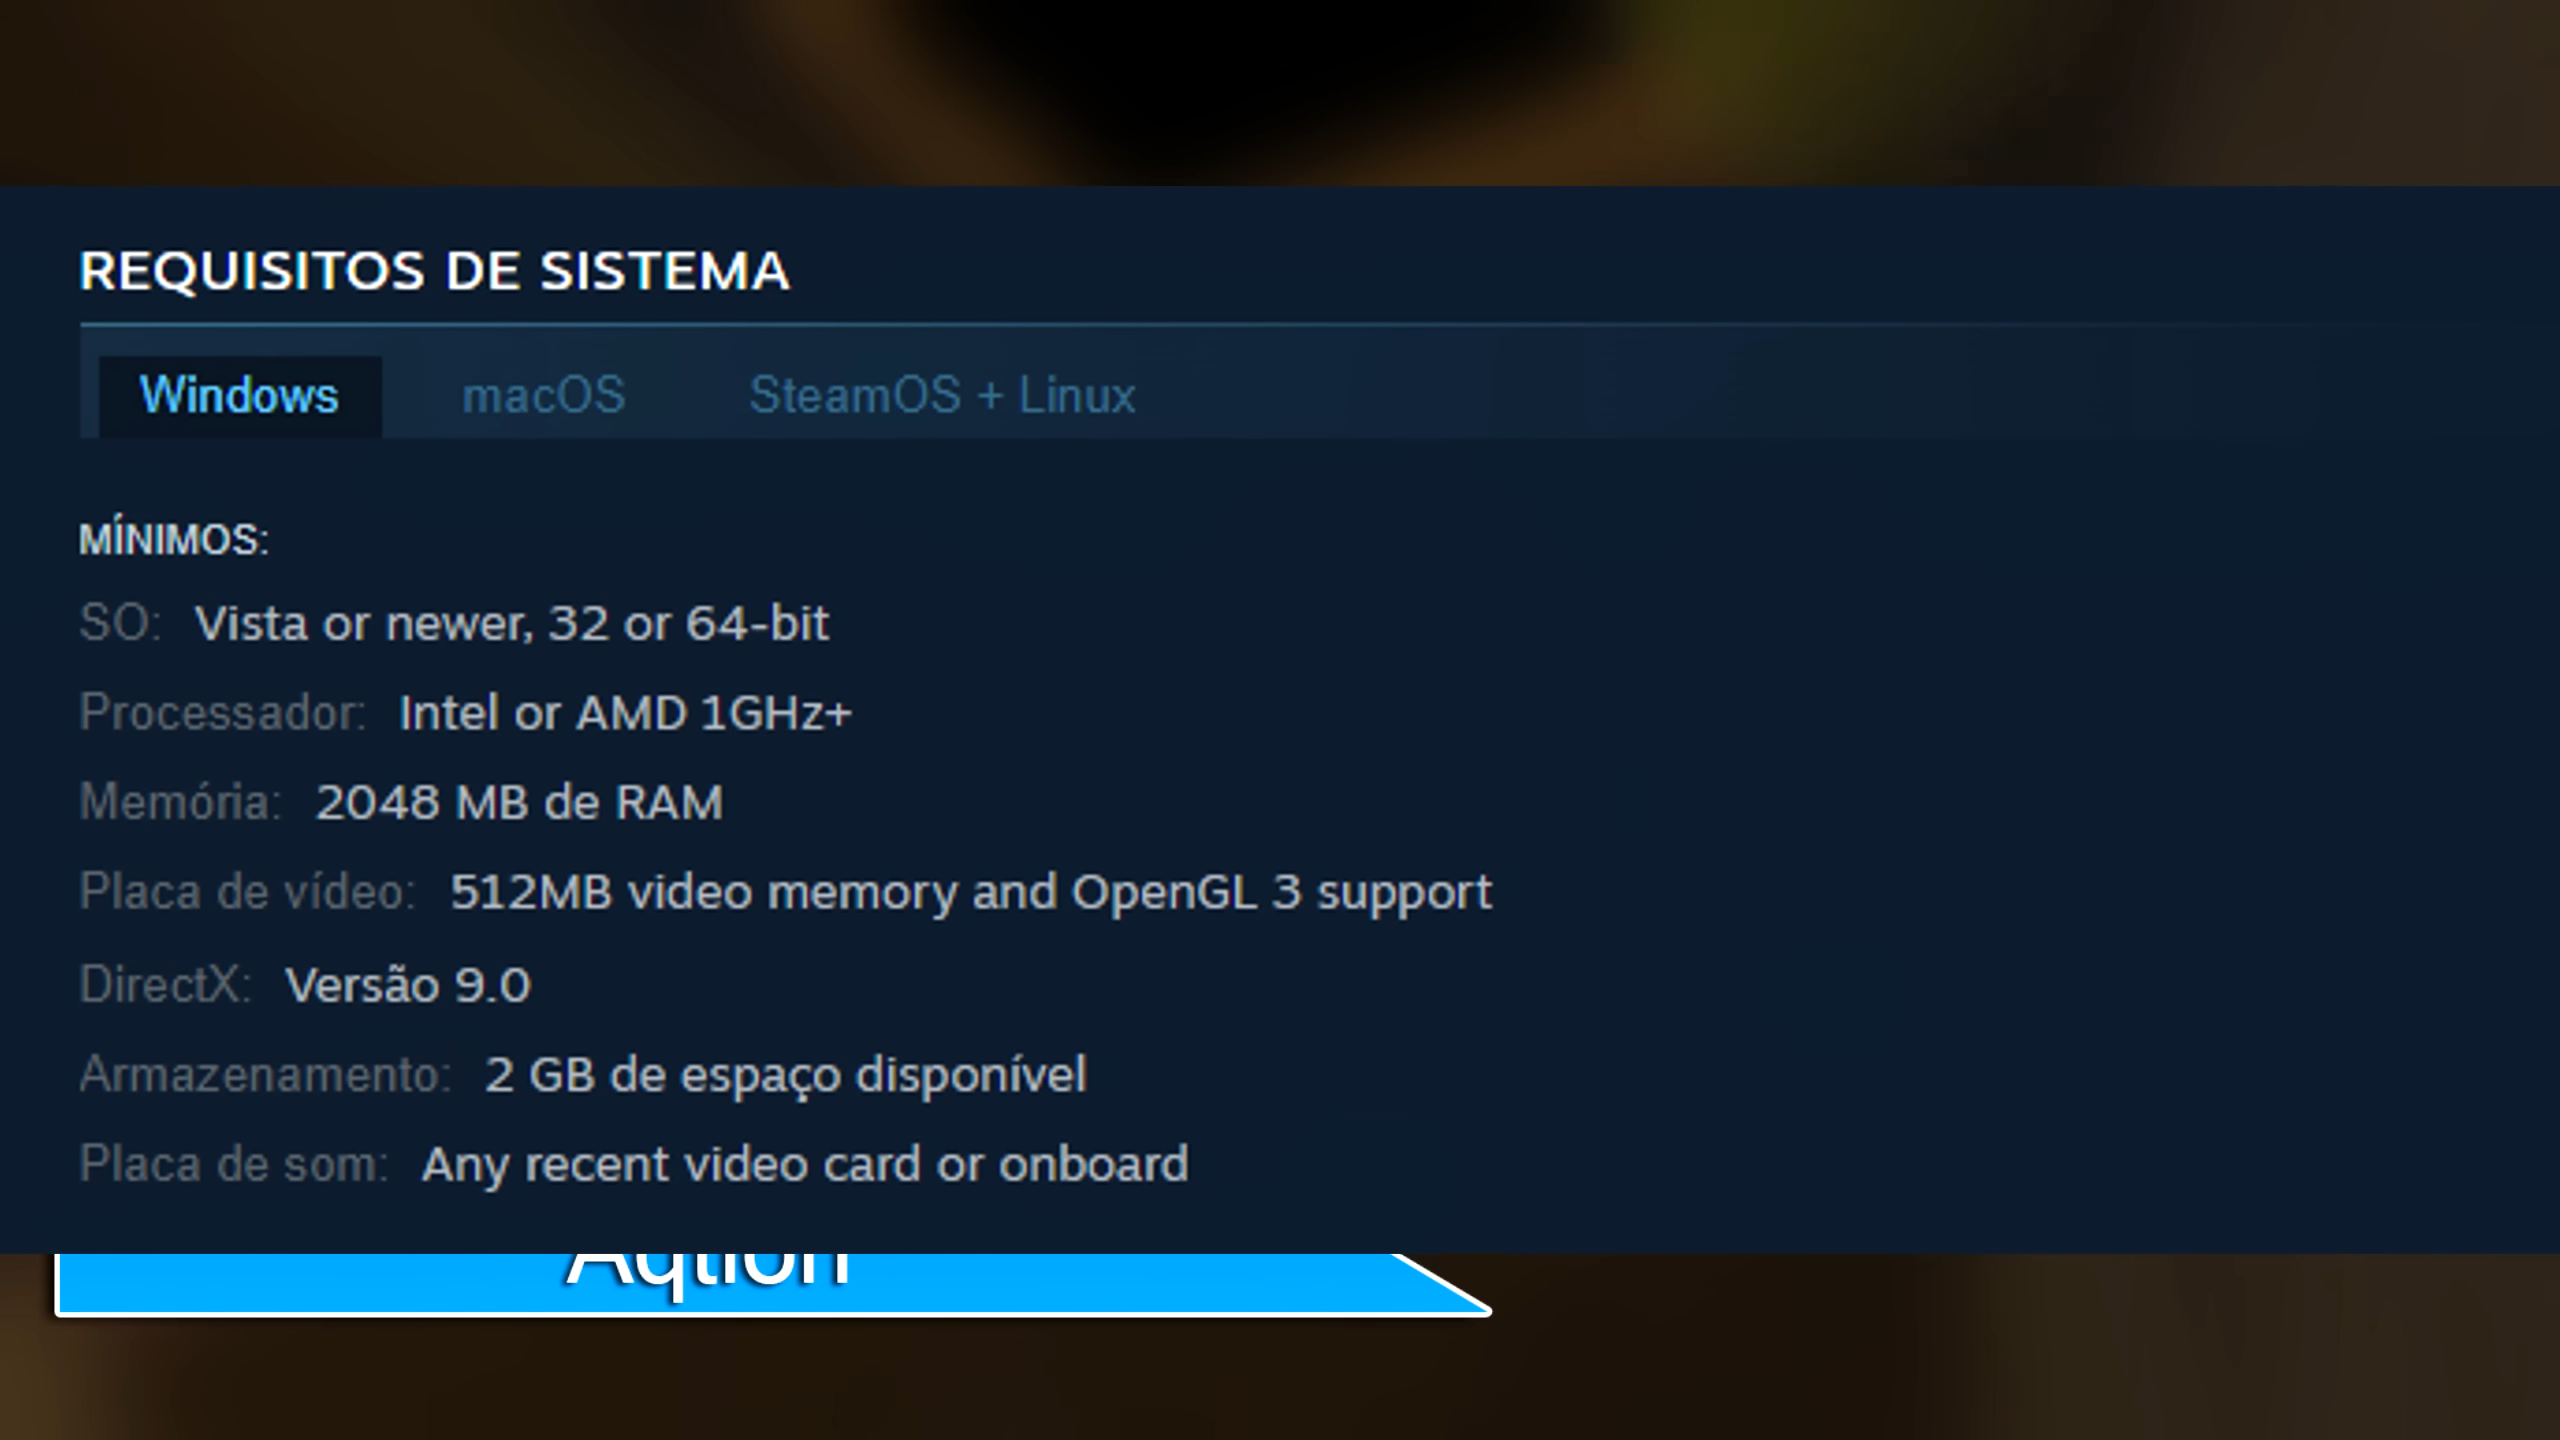 REQUISITOS DE SISTEMA
Windows macOS SteamOS + Linux
MÍNIMOS:
SO: Vista or newer, 32 or 64-bit
Processador: Intel or AMD 1GHz+
Memória: 2048 MB de RAM
Placa de vídeo: 512MB video memory and OpenGL 3 support
DirectX: Versão 9.0
Armazenamento: 2 GB de espaço disponível
Placa de som: Any recent video card or onboard
Aqtion